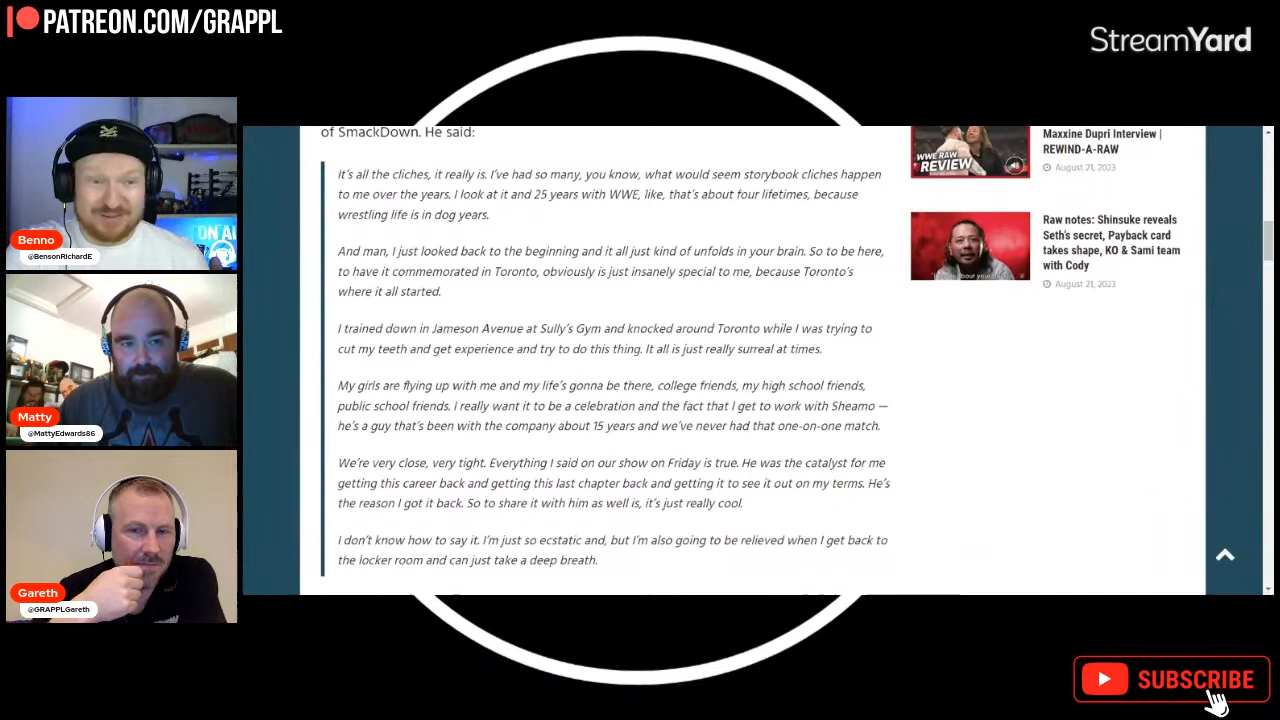 PATREON.COM/GRAPPL
StreamYard
Benno
@BensonRichardE
Matty
@MattyEdwards86
Gareth
@GRAPPLGareth
of SmackDown. He said:
It's all the cliches, it really is. I've had so many, you know, what would seem storybook cliches happen
to me over the years. I look at it and 25 years with WWE, like, that's about four lifetimes, because
wrestling life is in dog years.
And man, I just looked back to the beginning and it all just kind of unfolds in your brain. So to be here,
to have it commemorated in Toronto, obviously is just insanely special to me, because Toronto's
where it all started.
I trained down in Jameson Avenue at Sully's Gym and knocked around Toronto while I was trying to
cut my teeth and get experience and try to do this thing. It all is just really surreal at times.
My girls are flying up with me and my life's gonna be there, college friends, my high school friends,
public school friends. I really want it to be a celebration and the fact that I get to work with Sheamo —
he's a guy that's been with the company about 15 years and we've never had that one-on-one match.
We're very close, very tight. Everything I said on our show on Friday is true. He was the catalyst for me
getting this career back and getting this last chapter back and getting it to see it out on my terms. He's
the reason I got it back. So to share it with him as well is, it's just really cool.
I don't know how to say it. I'm just so ecstatic and, but I'm also going to be relieved when I get back to
the locker room and can just take a deep breath.
WWE RAW
REVIEW
Maxxine Dupri Interview |
REWIND-A-RAW
August 21, 2023
Raw notes: Shinsuke reveals
Seth's secret, Payback card
takes shape, KO & Sami team
with Cody
August 21, 2023
SUBSCRIBE